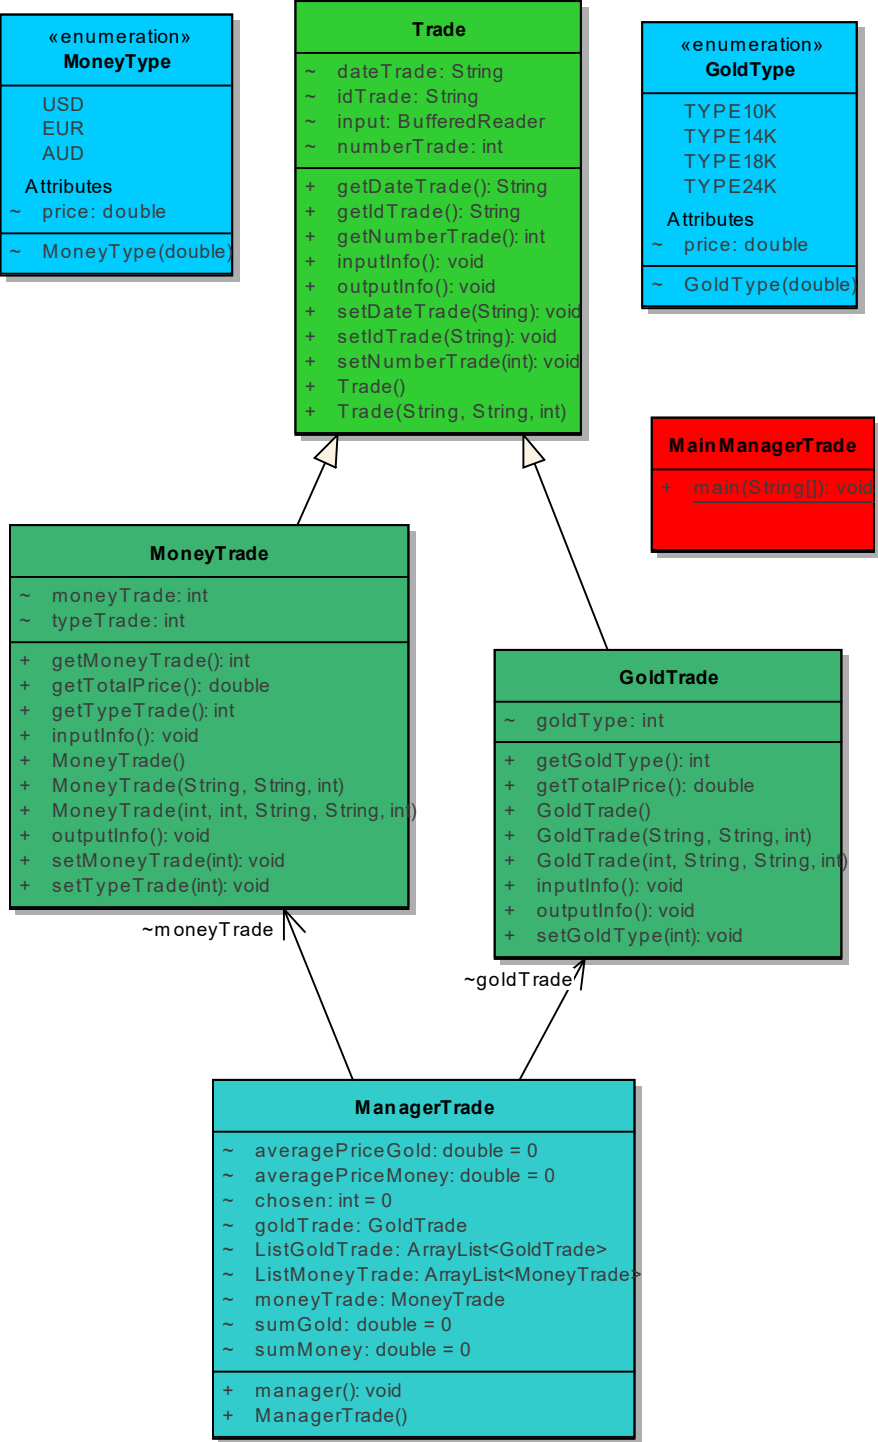 «enumeration»
MoneyType
USD
EUR
AUD
Attributes
~ price: double
~ MoneyType(double)
Trade
~ dateTrade: String
~ idTrade: String
~ input: BufferedReader
~ numberTrade: int
+ getDateTrade(): String
+ getIdTrade(): String
+ getNumberTrade(): int
+ inputInfo(): void
+ outputInfo(): void
+ setDateTrade(String): void
+ setIdTrade(String): void
+ setNumberTrade(int): void
+ Trade()
+ Trade(String, String, int)
«enumeration»
GoldType
TYPE10K
TYPE14K
TYPE18K
TYPE24K
Attributes
~ price: double
~ GoldType(double)
MainManagerTrade
+ main(String[]): void
MoneyTrade
~ moneyTrade: int
~ typeTrade: int
+ getMoneyTrade(): int
+ getTotalPrice(): double
+ getTypeTrade(): int
+ inputInfo(): void
+ MoneyTrade()
+ MoneyTrade(String, String, int)
+ MoneyTrade(int, int, String, String, int)
+ outputInfo(): void
+ setMoneyTrade(int): void
+ setTypeTrade(int): void
GoldTrade
~ goldType: int
+ getGoldType(): int
+ getTotalPrice(): double
+ GoldTrade()
+ GoldTrade(String, String, int)
+ GoldTrade(int, String, String, int)
+ inputInfo(): void
+ outputInfo(): void
+ setGoldType(int): void
~moneyTrade
~goldTrade
ManagerTrade
~ averagePriceGold: double = 0
~ averagePriceMoney: double = 0
~ chosen: int = 0
~ goldTrade: GoldTrade
~ ListGoldTrade: ArrayList<GoldTrade>
~ ListMoneyTrade: ArrayList<MoneyTrade>
~ moneyTrade: MoneyTrade
~ sumGold: double = 0
~ sumMoney: double = 0
+ manager(): void
+ ManagerTrade()